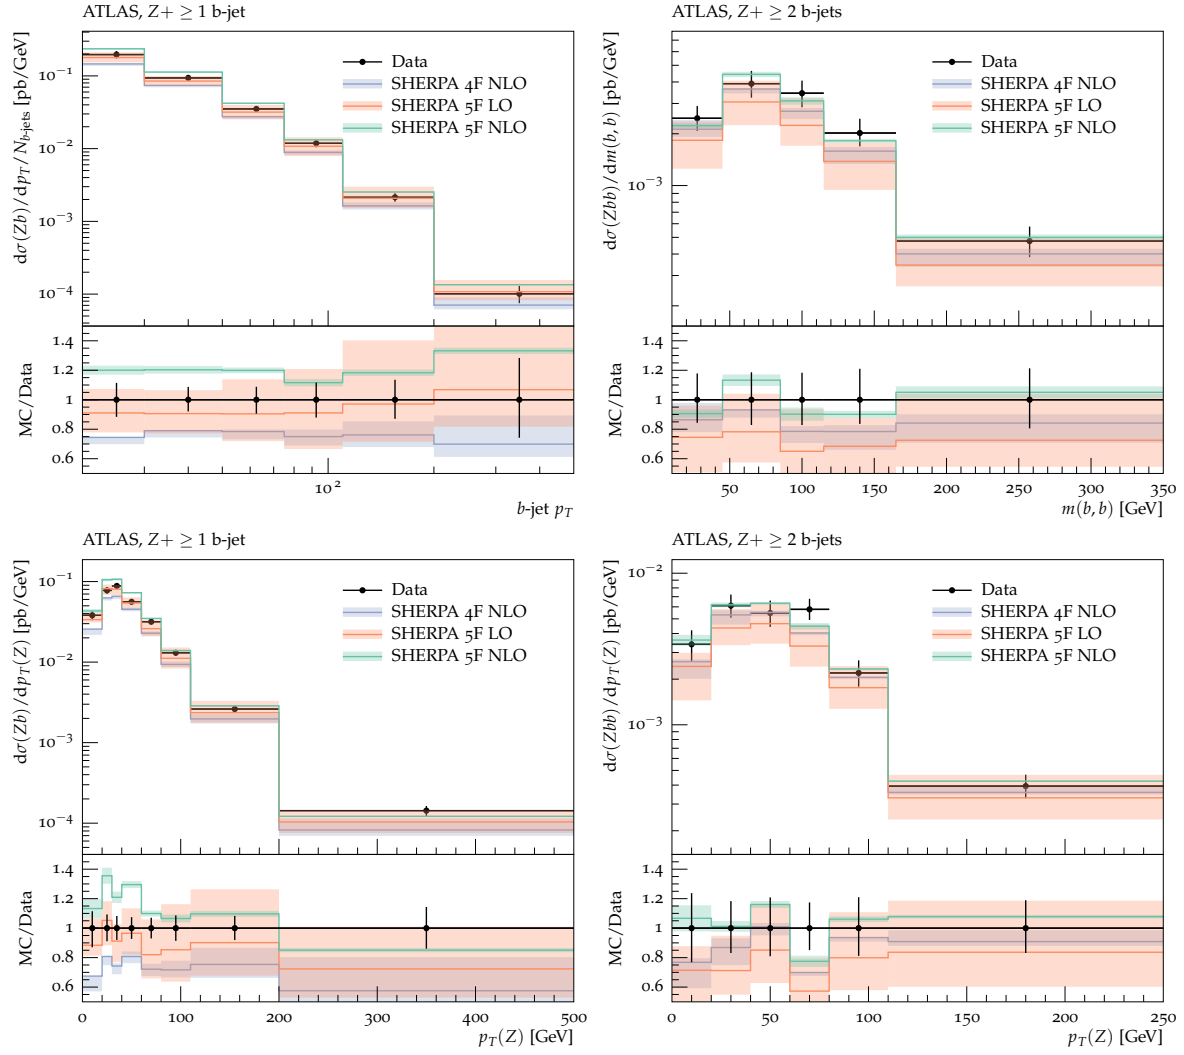 ATLAS, Z+ ≥ 1 b-jet
dσ(Zb)/dp_T/N_b-jets [pb/GeV]
10⁻¹
10⁻²
10⁻³
10⁻⁴
Data
SHERPA 4F NLO
SHERPA 5F LO
SHERPA 5F NLO
MC/Data
1.4
1.2
1
0.8
0.6
10²
b-jet p_T
ATLAS, Z+ ≥ 2 b-jets
dσ(Zbb)/dm(b, b) [pb/GeV]
10⁻³
Data
SHERPA 4F NLO
SHERPA 5F LO
SHERPA 5F NLO
MC/Data
1.4
1.2
1
0.8
0.6
50 100 150 200 250 300 350
m(b, b) [GeV]
ATLAS, Z+ ≥ 1 b-jet
dσ(Zb)/dp_T(Z) [pb/GeV]
10⁻¹
10⁻²
10⁻³
10⁻⁴
Data
SHERPA 4F NLO
SHERPA 5F LO
SHERPA 5F NLO
MC/Data
1.4
1.2
1
0.8
0.6
0 100 200 300 400 500
p_T(Z) [GeV]
ATLAS, Z+ ≥ 2 b-jets
dσ(Zbb)/dp_T(Z) [pb/GeV]
10⁻²
10⁻³
Data
SHERPA 4F NLO
SHERPA 5F LO
SHERPA 5F NLO
MC/Data
1.4
1.2
1
0.8
0.6
0 50 100 150 200 250
p_T(Z) [GeV]